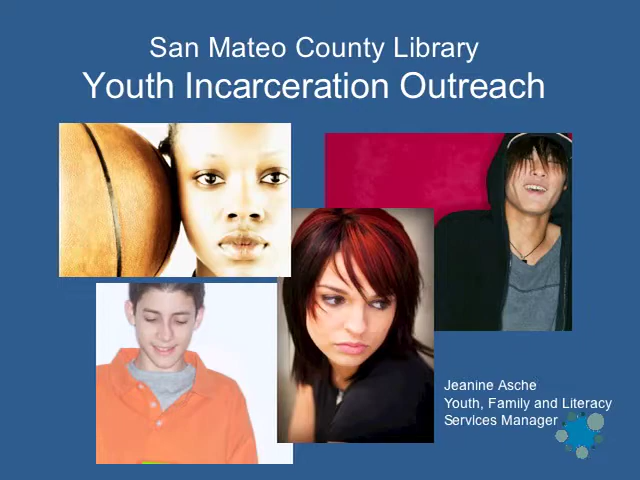 San Mateo County Library
Youth Incarceration Outreach
Jeanine Asche
Youth, Family and Literacy
Services Manager